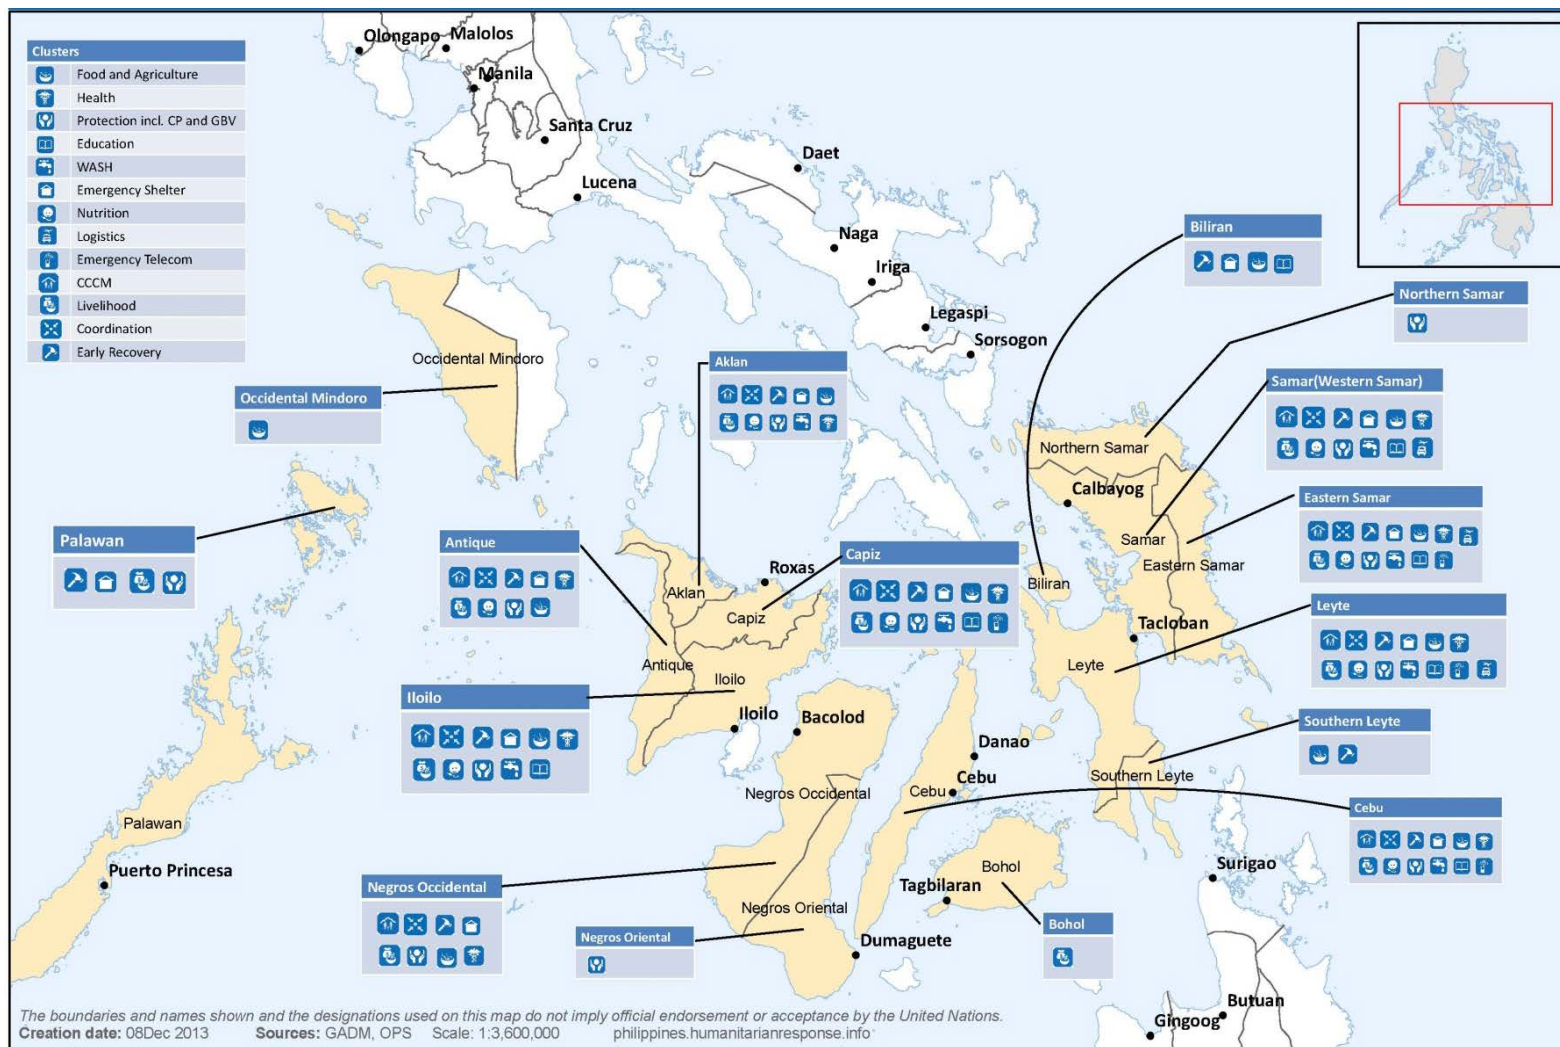 Clusters
Food and Agriculture
Health
Protection incl. CP and GBV
Education
WASH
Emergency Shelter
Nutrition
Logistics
Emergency Telecom
CCCM
Livelihood
Coordination
Early Recovery
Olongapo
Malolos
Manila
Santa Cruz
Lucena
Daet
Naga
Iriga
Legaspi
Sorsogon
Biliran
Northern Samar
Samar(Western Samar)
Eastern Samar
Leyte
Southern Leyte
Cebu
Bohol
Negros Oriental
Negros Occidental
Iloilo
Antique
Aklan
Capiz
Palawan
Occidental Mindoro
Occidental Mindoro
Northern Samar
Calbayog
Samar
Eastern Samar
Biliran
Tacloban
Leyte
Southern Leyte
Roxas
Aklan
Capiz
Antique
Iloilo
Iloilo
Bacolod
Danao
Cebu
Cebu
Negros Occidental
Negros Oriental
Bohol
Tagbilaran
Dumaguete
Palawan
Puerto Princesa
Surigao
Butuan
Gingoog
The boundaries and names shown and the designations used on this map do not imply official endorsement or acceptance by the United Nations.
Creation date: 08Dec 2013 Sources: GADM, OPS Scale: 1:3,600,000 philippines.humanitarianresponse.info